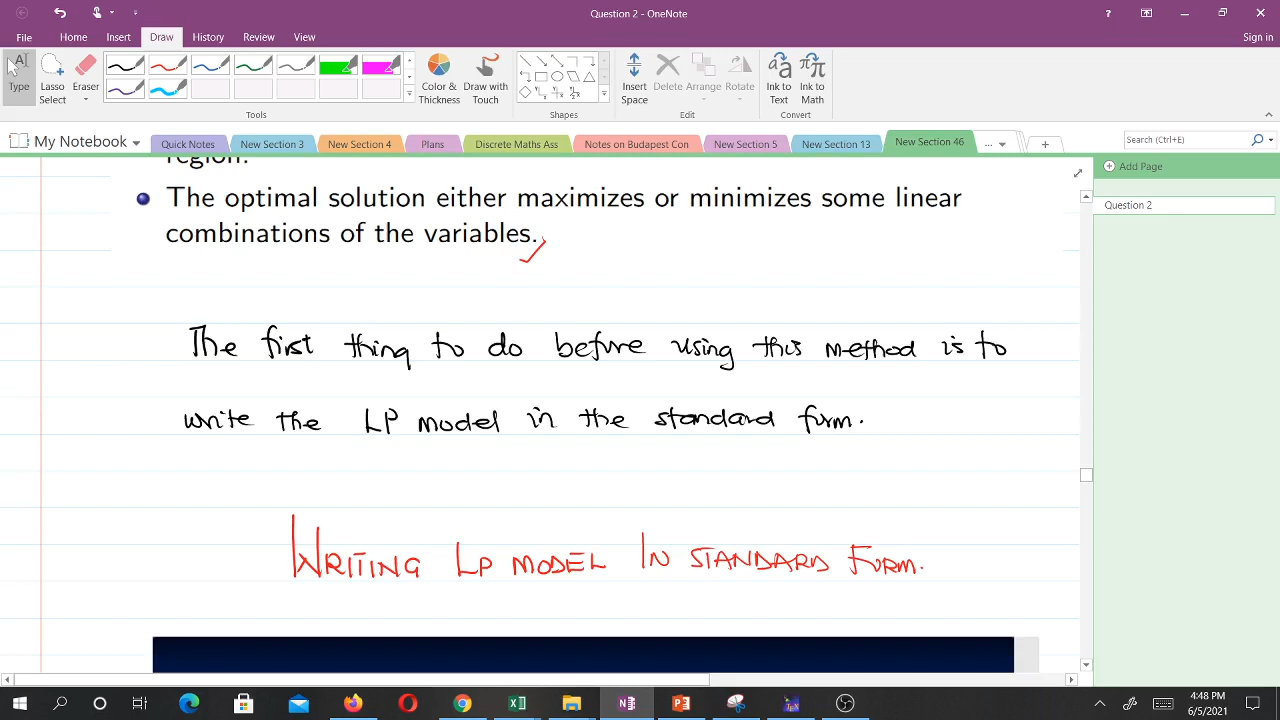 Question 2 - OneNote
File Home Insert Draw History Review View Sign in
Type Lasso Select Eraser Color & Thickness Draw with Touch Insert Space Delete Arrange Rotate Ink to Text Ink to Math
Tools Shapes Edit Convert
My Notebook Quick Notes New Section 3 New Section 4 Plans Discrete Maths Ass Notes on Budapest Con New Section 5 New Section 13 New Section 46 ... Search (Ctrl+E)
Add Page
Question 2
region.
The optimal solution either maximizes or minimizes some linear
combinations of the variables.
The first thing to do before using this method is to
write the LP model in the standard form.
WRITING LP MODEL IN STANDARD FORM.
4:48 PM
6/5/2021